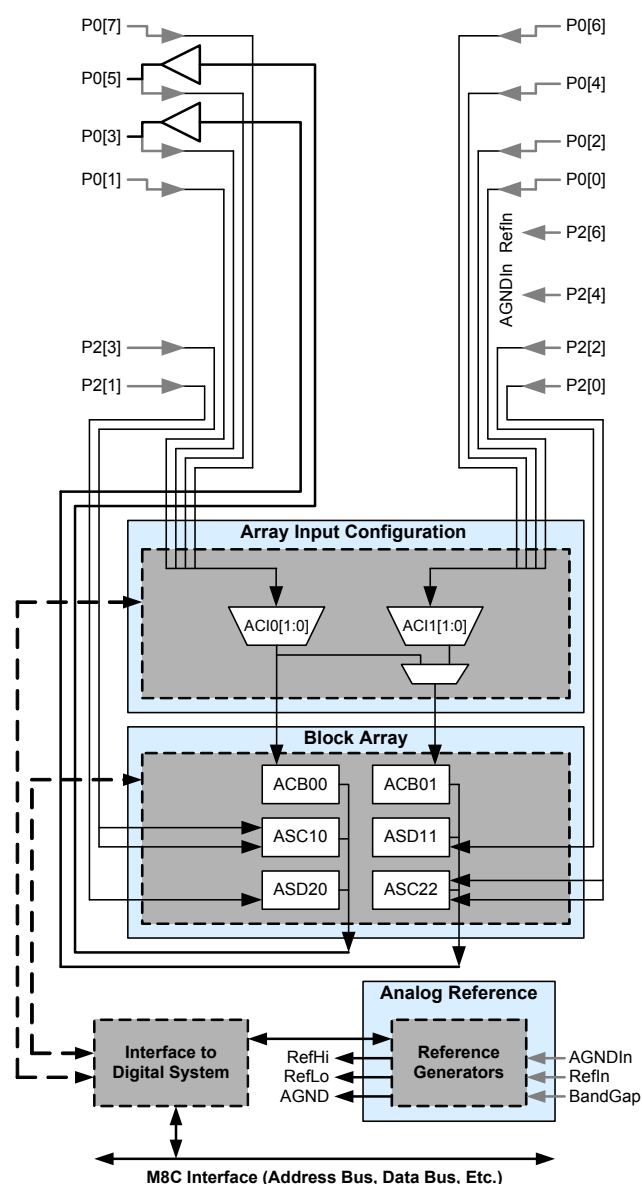 P0[7]
P0[6]
P0[5]
P0[4]
P0[3]
P0[2]
P0[1]
P0[0]
P2[6]
RefIn
AGNDIn
P2[4]
P2[3]
P2[2]
P2[1]
P2[0]
Array Input Configuration
ACI0[1:0]
ACI1[1:0]
Block Array
ACB00
ACB01
ASC10
ASD11
ASD20
ASC22
Analog Reference
Interface to
Digital System
RefHi
RefLo
AGND
Reference
Generators
AGNDIn
RefIn
BandGap
M8C Interface (Address Bus, Data Bus, Etc.)